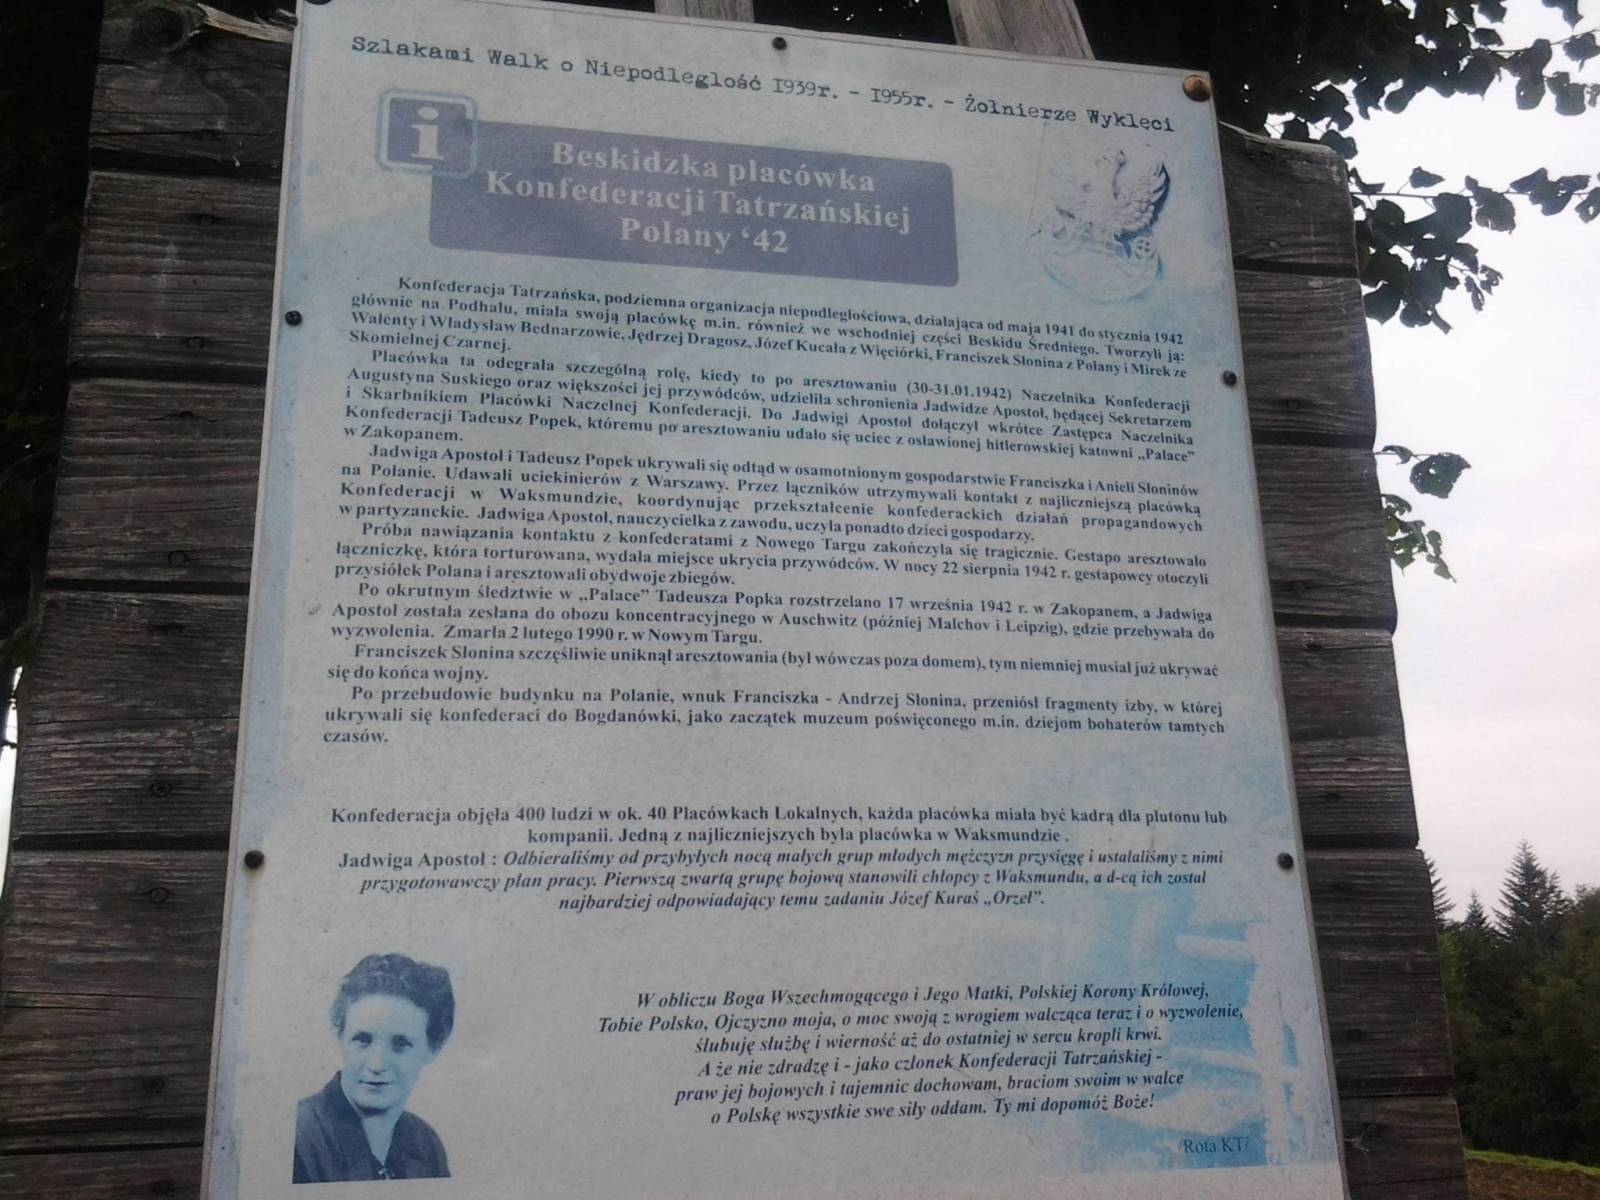 Szlakami Walk o Niepodległość 1939r. - 1955r. - Żołnierze Wyklęci
i
Beskidzka placówka
Konfederacji Tatrzańskiej
Polany ‘42
Konfederacja Tatrzańska, podziemna organizacja niepodległościowa, działająca od maja 1941 do stycznia 1942
głównie na Podhalu, miała swoją placówkę m.in. również we wschodniej części Beskidu Średniego. Tworzyli ją:
Walenty i Władysław Bednarzowie, Jędrzej Dragosz, Józef Kucała z Więciórki, Franciszek Słonina z Polany i Mirek ze
Skomielnej Czarnej.
Placówka ta odegrała szczególną rolę, kiedy to po aresztowaniu (30-31.01.1942) Naczelnika Konfederacji
Augustyna Suskiego oraz większości jej przywódców, udzieliła schronienia Jadwidze Apostoł, będącej Sekretarzem
i Skarbnikiem Placówki Naczelnej Konfederacji. Do Jadwigi Apostoł dołączył wkrótce Zastępca Naczelnika
Konfederacji Tadeusz Popek, któremu po aresztowaniu udało się uciec z osławionej hitlerowskiej katowni „Palace”
w Zakopanem.
Jadwiga Apostoł i Tadeusz Popek ukrywali się odtąd w osamotnionym gospodarstwie Franciszka i Anieli Słoninów
na Polanie. Udawali uciekinierów z Warszawy. Przez łączników utrzymywali kontakt z najliczniejszą placówką
Konfederacji w Waksmundzie, koordynując przekształcenie konfederackich działań propagandowych
w partyzanckie. Jadwiga Apostoł, nauczycielka z zawodu, uczyła ponadto dzieci gospodarzy.
Próba nawiązania kontaktu z konfederatami z Nowego Targu zakończyła się tragicznie. Gestapo aresztowało
łączniczkę, która torturowana, wydała miejsce ukrycia przywódców. W nocy 22 sierpnia 1942 r. gestapowcy otoczyli
przysiółek Polana i aresztowali obydwoje zbiegów.
Po okrutnym śledztwie w „Palace” Tadeusza Popka rozstrzelano 17 września 1942 r. w Zakopanem, a Jadwiga
Apostoł została zesłana do obozu koncentracyjnego w Auschwitz (później Malchov i Leipzig), gdzie przebywała do
wyzwolenia. Zmarła 2 lutego 1990 r. w Nowym Targu.
Franciszek Słonina szczęśliwie uniknął aresztowania (był wówczas poza domem), tym niemniej musiał już ukrywać
się do końca wojny.
Po przebudowie budynku na Polanie, wnuk Franciszka - Andrzej Słonina, przeniósł fragmenty izby, w której
ukrywali się konfederaci do Bogdanówki, jako zaczątek muzeum poświęconego m.in. dziejom bohaterów tamtych
czasów.
Konfederacja objęła 400 ludzi w ok. 40 Placówkach Lokalnych, każda placówka miała być kadrą dla plutonu lub
kompanii. Jedną z najliczniejszych była placówka w Waksmundzie .
Jadwiga Apostoł : Odbieraliśmy od przybyłych nocą małych grup młodych mężczyzn przysięgę i ustalaliśmy z nimi
przygotowawczy plan pracy. Pierwszą zwartą grupę bojową stanowili chłopcy z Waksmundu, a d-cą ich został
najbardziej odpowiadający temu zadaniu Józef Kuraś „Orzeł”.
W obliczu Boga Wszechmogącego i Jego Matki, Polskiej Korony Królowej,
Tobie Polsko, Ojczyzno moja, o moc swoją z wrogiem walcząca teraz i o wyzwolenie,
ślubuję służbę i wierność aż do ostatniej w sercu kropli krwi.
A że nie zdradzę i - jako członek Konfederacji Tatrzańskiej -
praw jej bojowych i tajemnic dochowam, braciom swoim w walce
o Polskę wszystkie swe siły oddam. Ty mi dopomóż Boże!
/Rota KT/